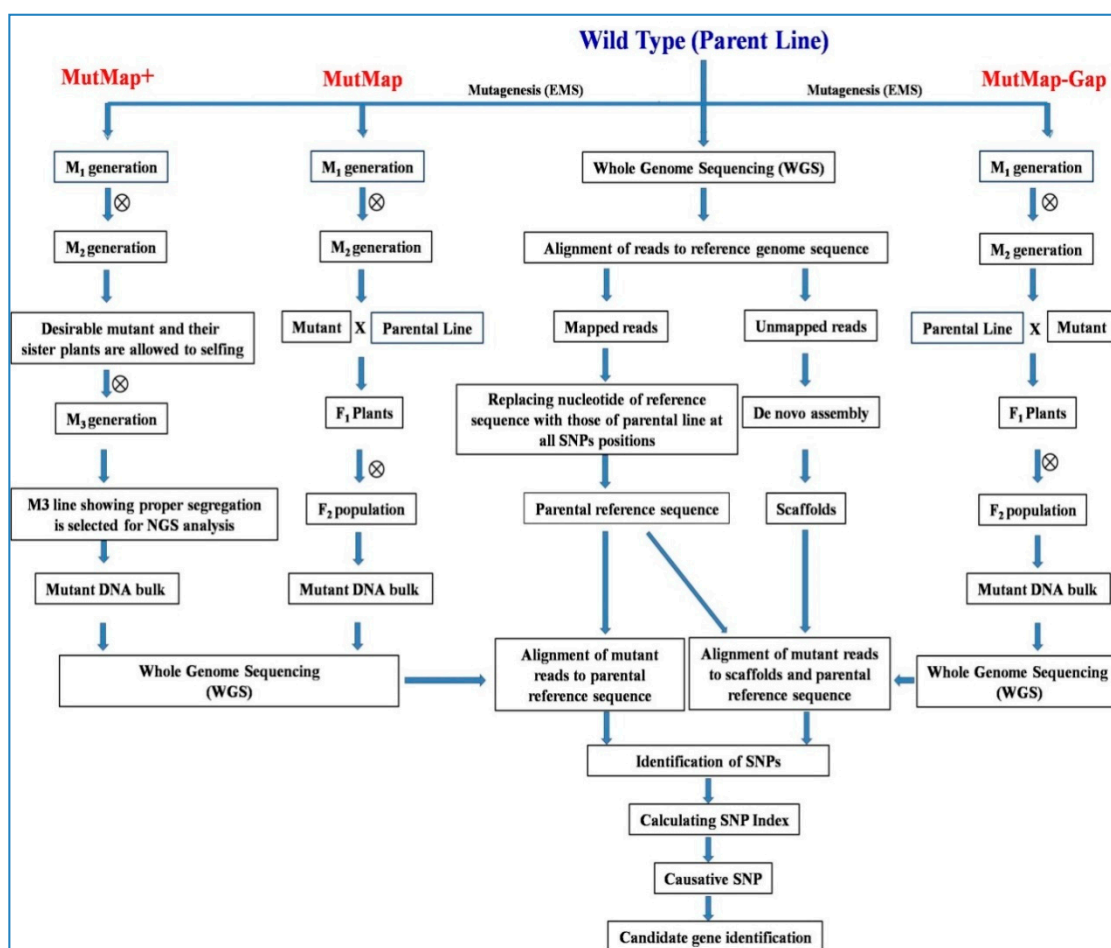 Wild Type (Parent Line)
MutMap+
MutMap
MutMap-Gap
Mutagenesis (EMS)
Mutagenesis (EMS)
M1 generation
⊗
M2 generation
Desirable mutant and their
sister plants are allowed to selfing
⊗
M3 generation
M3 line showing proper segregation
is selected for NGS analysis
Mutant DNA bulk
M1 generation
⊗
M2 generation
Mutant X Parental Line
F1 Plants
⊗
F2 population
Mutant DNA bulk
Whole Genome Sequencing
(WGS)
Whole Genome Sequencing (WGS)
Alignment of reads to reference genome sequence
Mapped reads
Replacing nucleotide of reference
sequence with those of parental line at
all SNPs positions
Parental reference sequence
Unmapped reads
De novo assembly
Scaffolds
M1 generation
⊗
M2 generation
Parental Line X Mutant
F1 Plants
⊗
F2 population
Mutant DNA bulk
Whole Genome Sequencing
(WGS)
Alignment of mutant
reads to parental
reference sequence
Alignment of mutant reads
to scaffolds and parental
reference sequence
Identification of SNPs
Calculating SNP Index
Causative SNP
Candidate gene identification